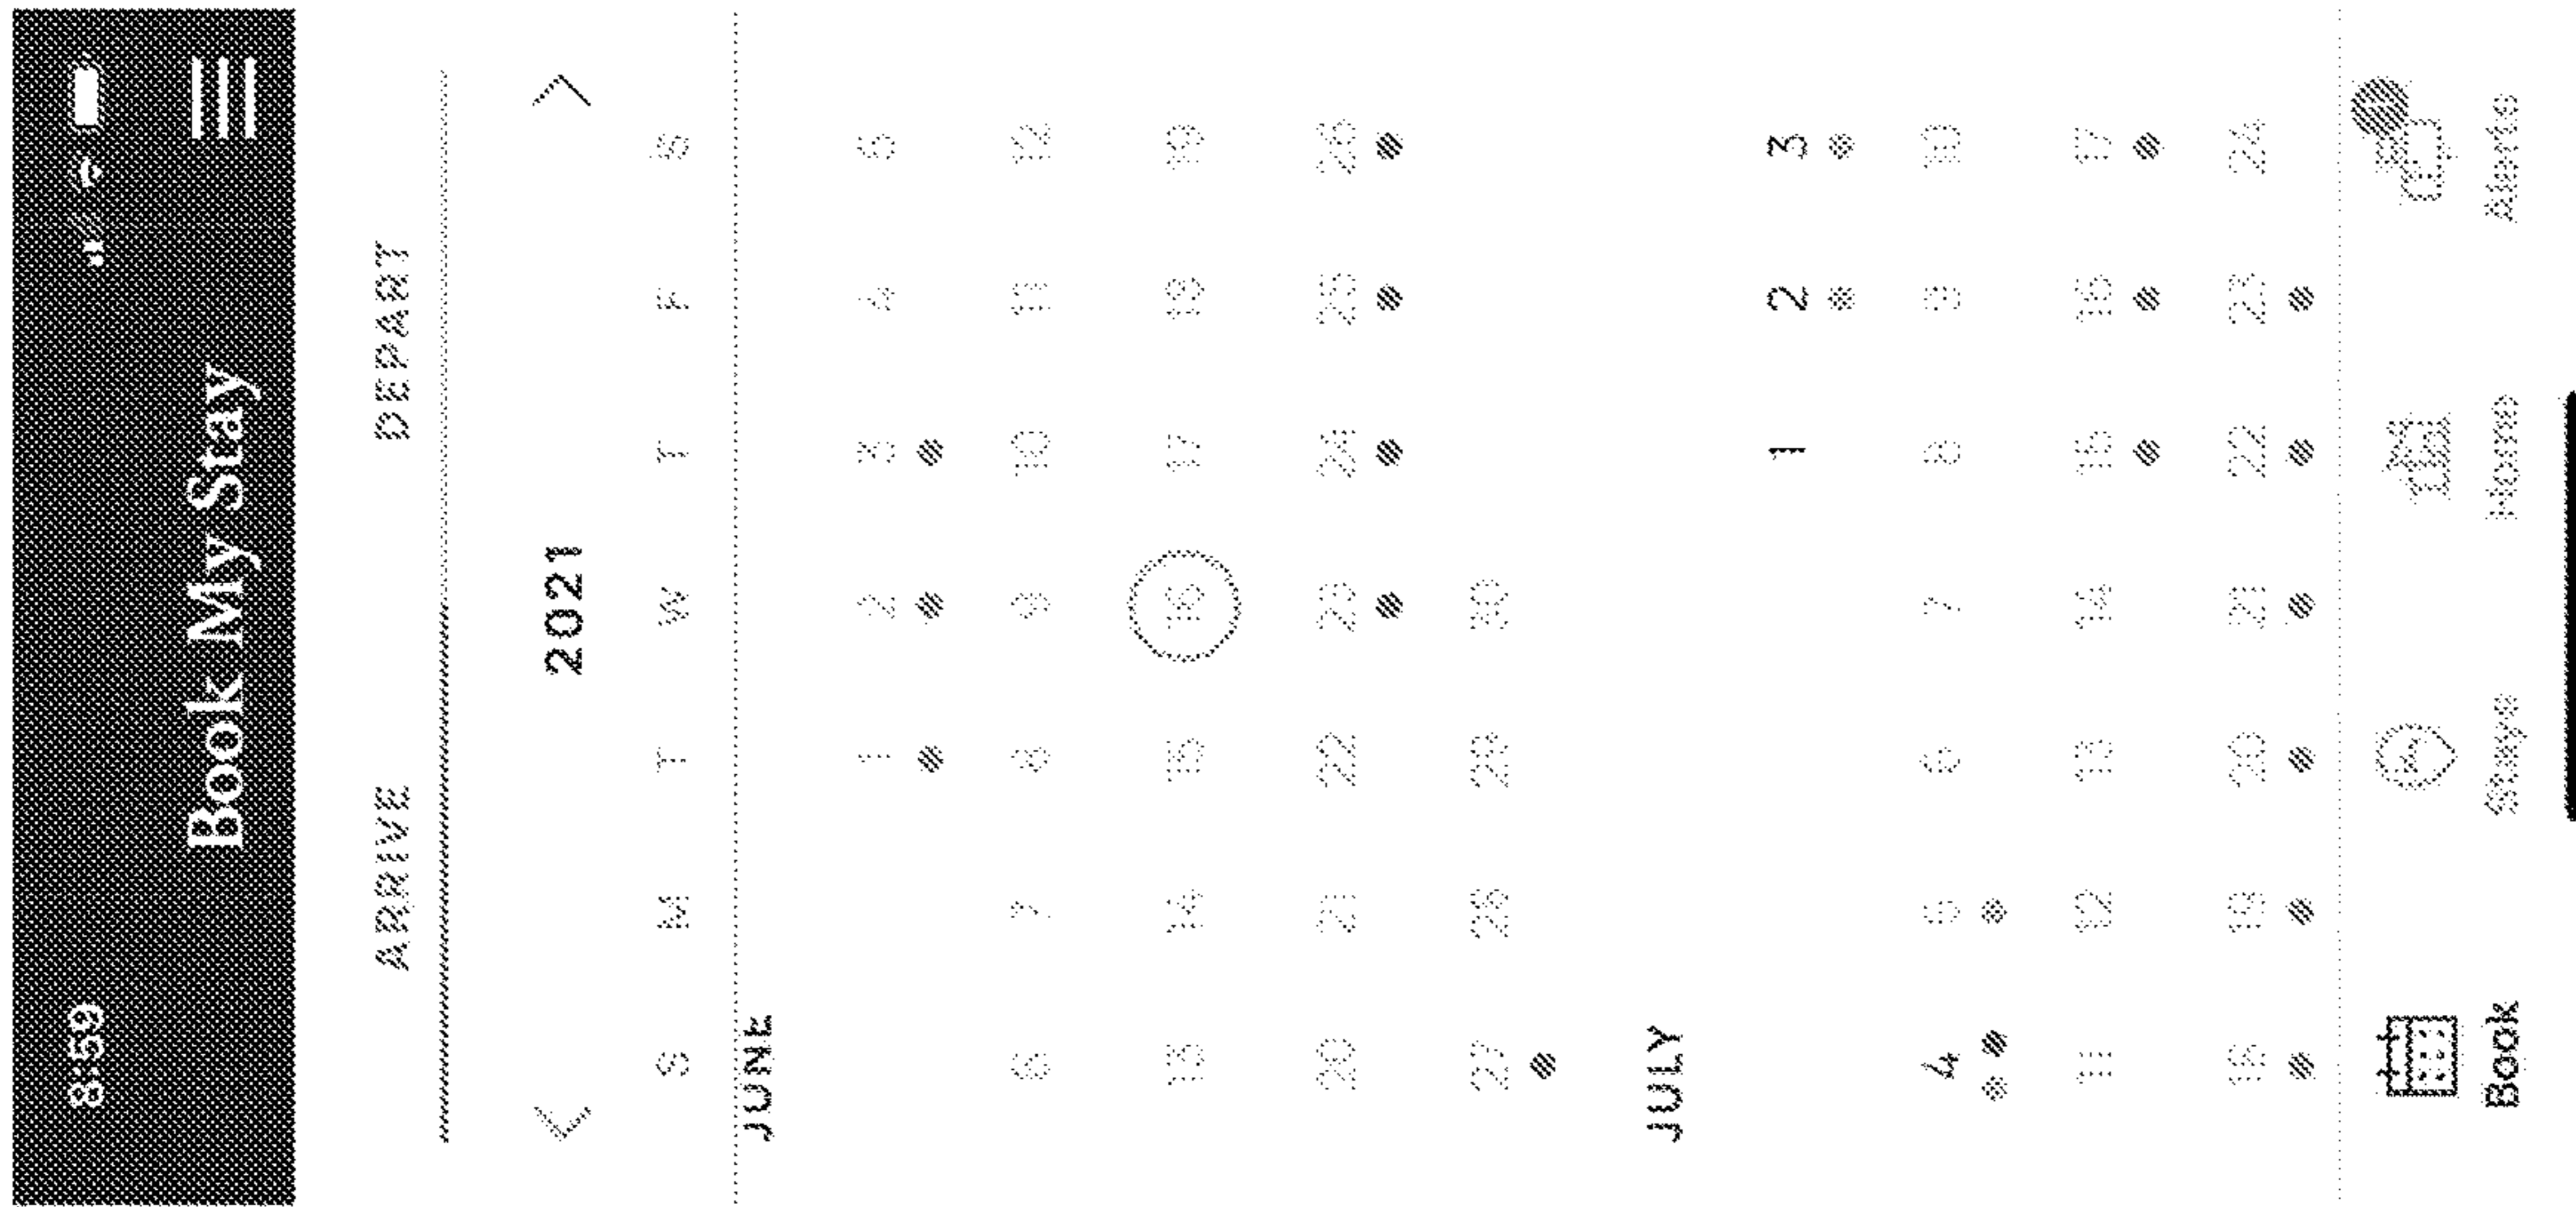 8:59
Book My Stay
ARRIVE DEPART
2021
S M T W T F S
JUNE
1 2 3 4 5
6 7 8 9 10 11 12
13 14 15 16 17 18 19
20 21 22 23 24 25 26
27 28 29 30
JULY
1 2 3
4 5 6 7 8 9 10
11 12 13 14 15 16 17
18 19 20 21 22 23 24
Book Stays Home Alerts